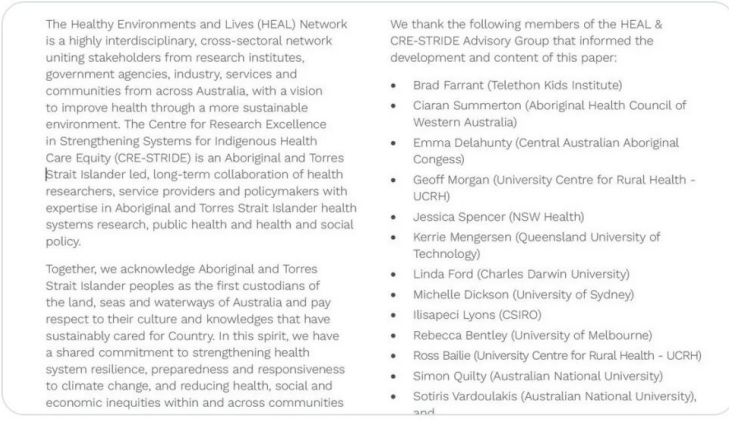 The Healthy Environments and Lives (HEAL) Network
is a highly interdisciplinary, cross-sectoral network
uniting stakeholders from research institutes,
government agencies, industry, services and
communities from across Australia, with a vision
to improve health through a more sustainable
environment. The Centre for Research Excellence
in Strengthening Systems for Indigenous Health
Care Equity (CRE-STRIDE) is an Aboriginal and Torres
Strait Islander led, long-term collaboration of health
researchers, service providers and policymakers with
expertise in Aboriginal and Torres Strait Islander health
systems research, public health and health and social
policy.
Together, we acknowledge Aboriginal and Torres
Strait Islander peoples as the first custodians of
the land, seas and waterways of Australia and pay
respect to their culture and knowledges that have
sustainably cared for Country. In this spirit, we have
a shared commitment to strengthening health
system resilience, preparedness and responsiveness
to climate change, and reducing health, social and
economic inequities within and across communities
We thank the following members of the HEAL &
CRE-STRIDE Advisory Group that informed the
development and content of this paper:
• Brad Farrant (Telethon Kids Institute)
• Ciaran Summerton (Aboriginal Health Council of
Western Australia)
• Emma Delahunty (Central Australian Aboriginal
Congess)
• Geoff Morgan (University Centre for Rural Health -
UCRH)
• Jessica Spencer (NSW Health)
• Kerrie Mengersen (Queensland University of
Technology)
• Linda Ford (Charles Darwin University)
• Michelle Dickson (University of Sydney)
• Ilisapeci Lyons (CSIRO)
• Rebecca Bentley (University of Melbourne)
• Ross Bailie (University Centre for Rural Health - UCRH)
• Simon Quilty (Australian National University)
• Sotiris Vardoulakis (Australian National University),
and